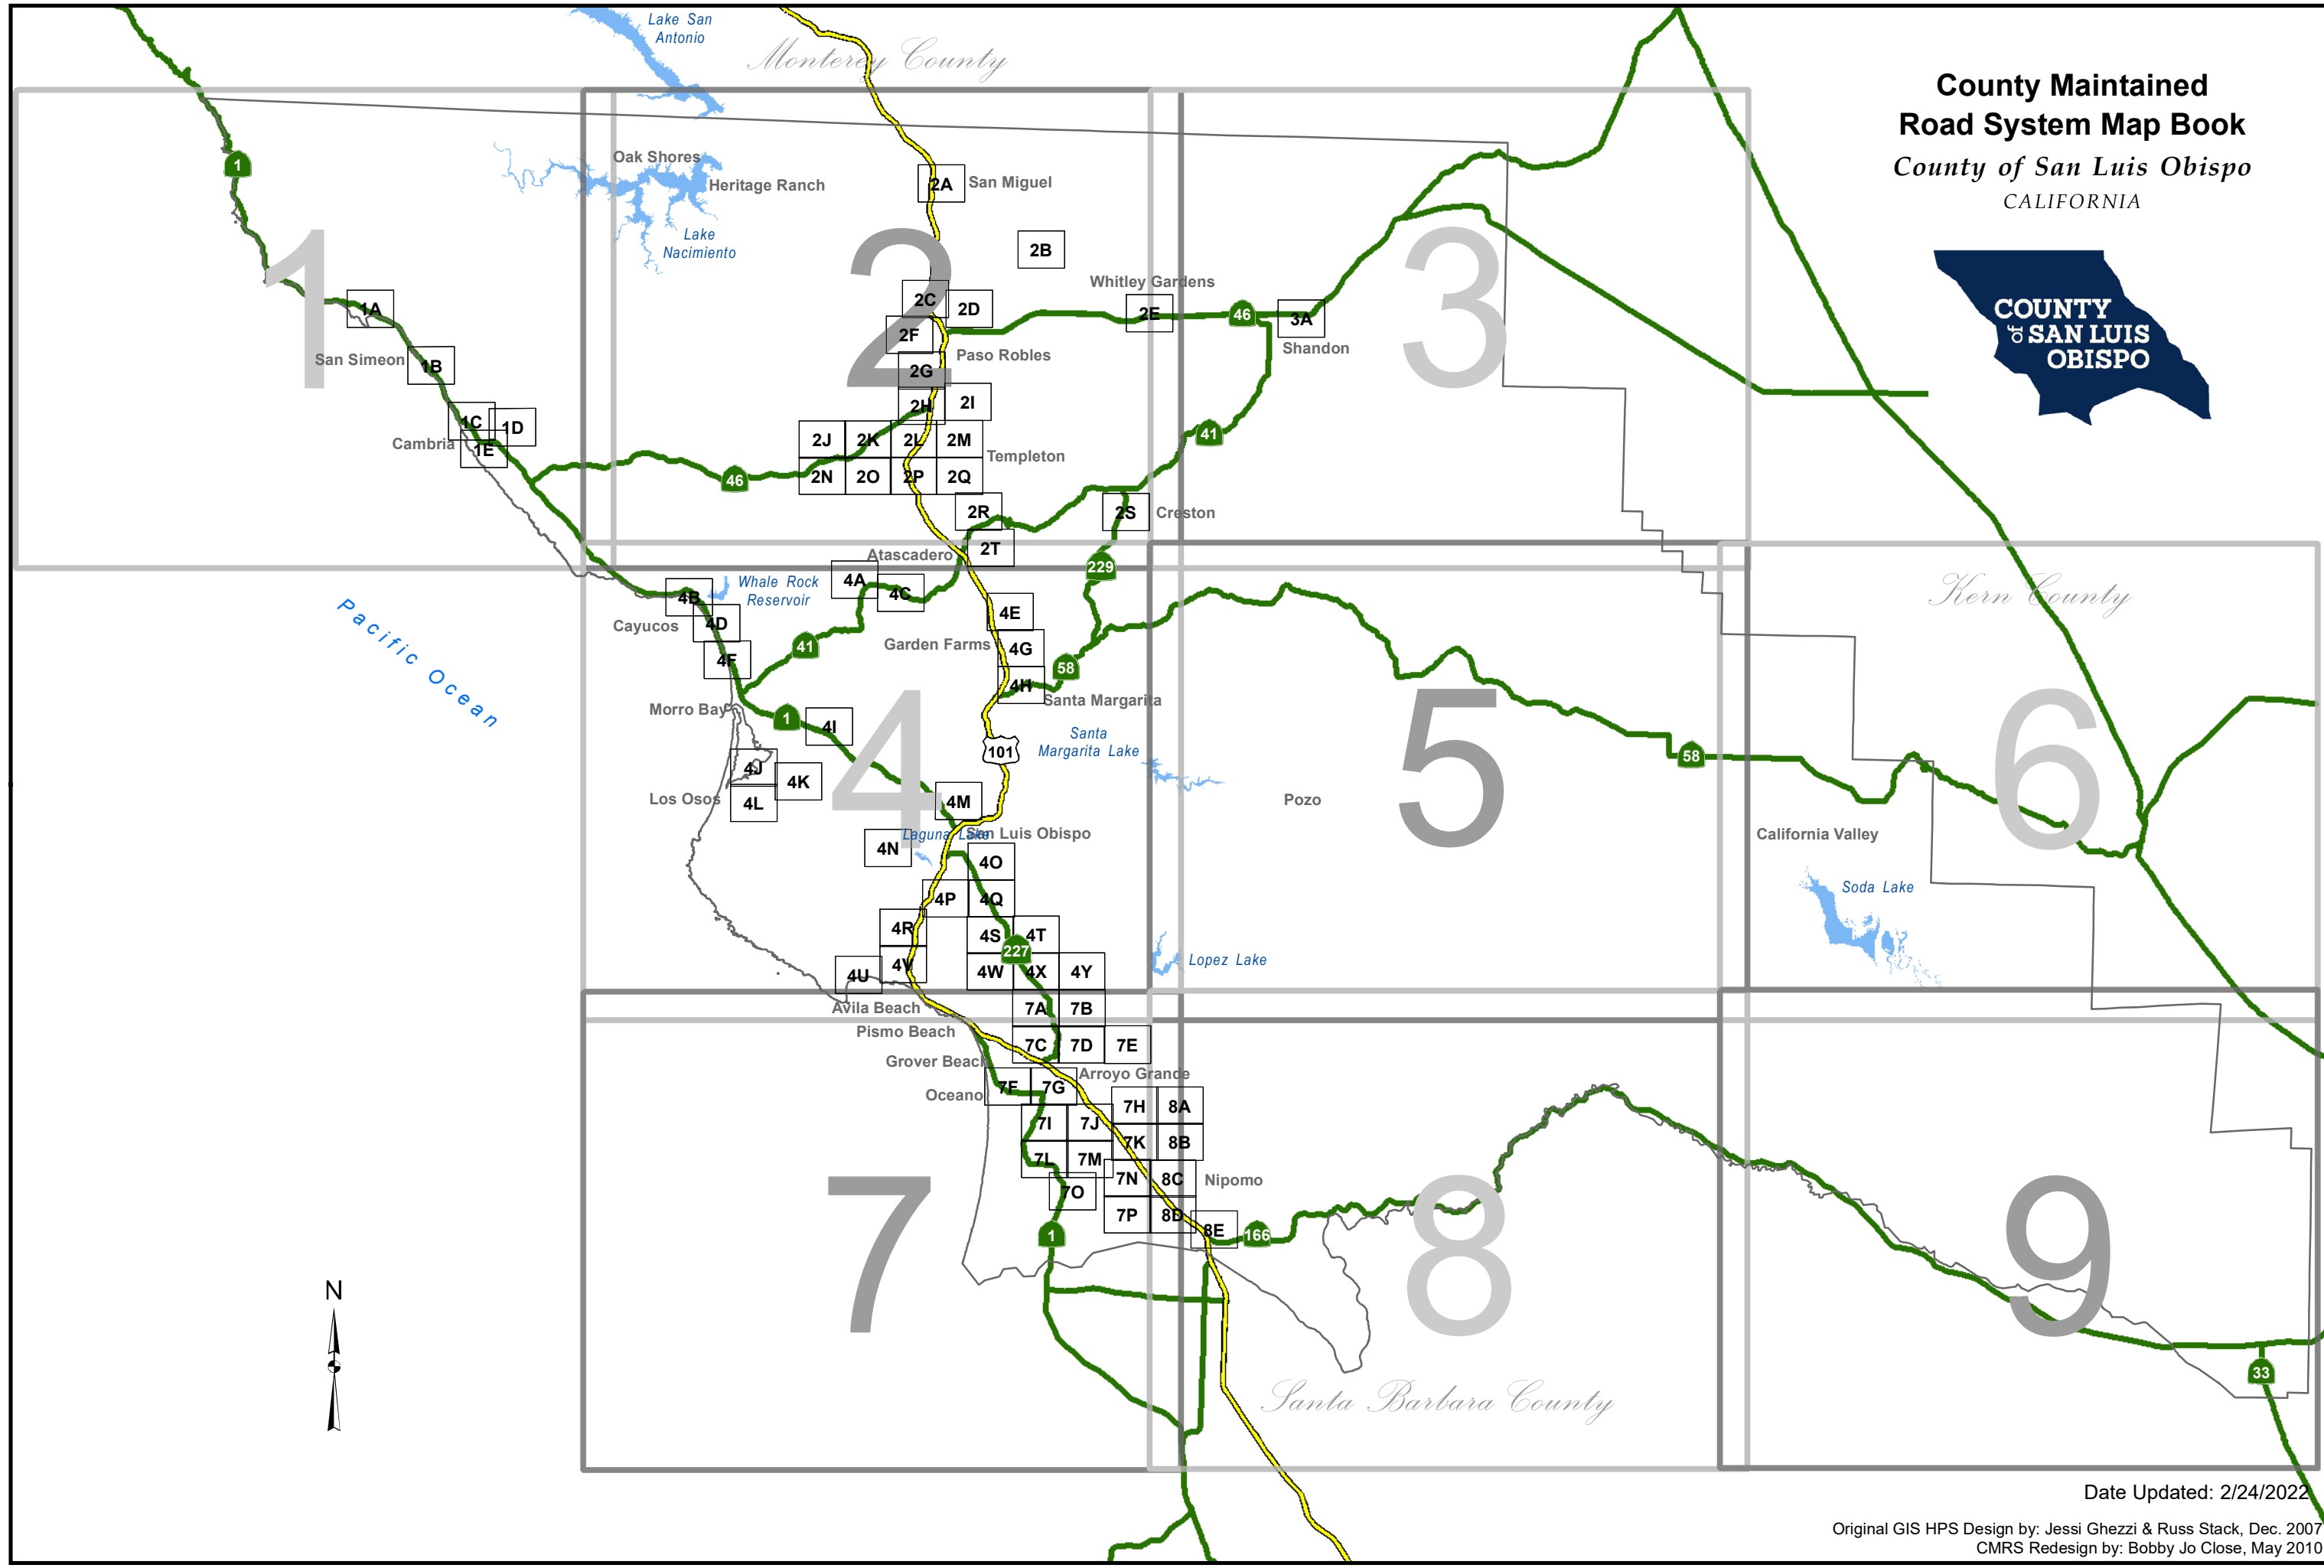 Lake San
Antonio
Monterey County
County Maintained
Road System Map Book
County of San Luis Obispo
CALIFORNIA
COUNTY
of SAN LUIS
OBISPO
1
Oak Shores
Heritage Ranch
2A
San Miguel
Lake
Nacimiento
2B
1
2
3
Whitley Gardens
1A
2C
2D
2E
46
3A
2F
San Simeon
1B
Paso Robles
Shandon
2G
1C
1D
2H
2I
Cambria
1E
2J
2K
2L
2M
41
Templeton
46
2N
2O
2P
2Q
2R
2S
Creston
Atascadero
2T
229
Pacific Ocean
4A
4C
Whale Rock
Reservoir
4B
Kern County
Cayucos
4D
4E
41
Garden Farms
4G
4F
58
4H
Santa Margarita
Morro Bay
1
4I
4
5
6
101
Santa
Margarita Lake
58
4J
4K
Los Osos
4L
4M
Pozo
Laguna Lake
San Luis Obispo
California Valley
4N
4O
4P
4Q
Soda Lake
4R
4S
4T
227
4U
4V
4W
4X
4Y
Lopez Lake
Avila Beach
7A
7B
Pismo Beach
7C
7D
7E
Grover Beach
Arroyo Grande
Oceano
7F
7G
7H
8A
7I
7J
7K
8B
7L
7M
7N
8C
Nipomo
7O
7P
8D
8E
166
1
7
8
9
N
33
Santa Barbara County
Date Updated: 2/24/2022
Original GIS HPS Design by: Jessi Ghezzi & Russ Stack, Dec. 2007
CMRS Redesign by: Bobby Jo Close, May 2010